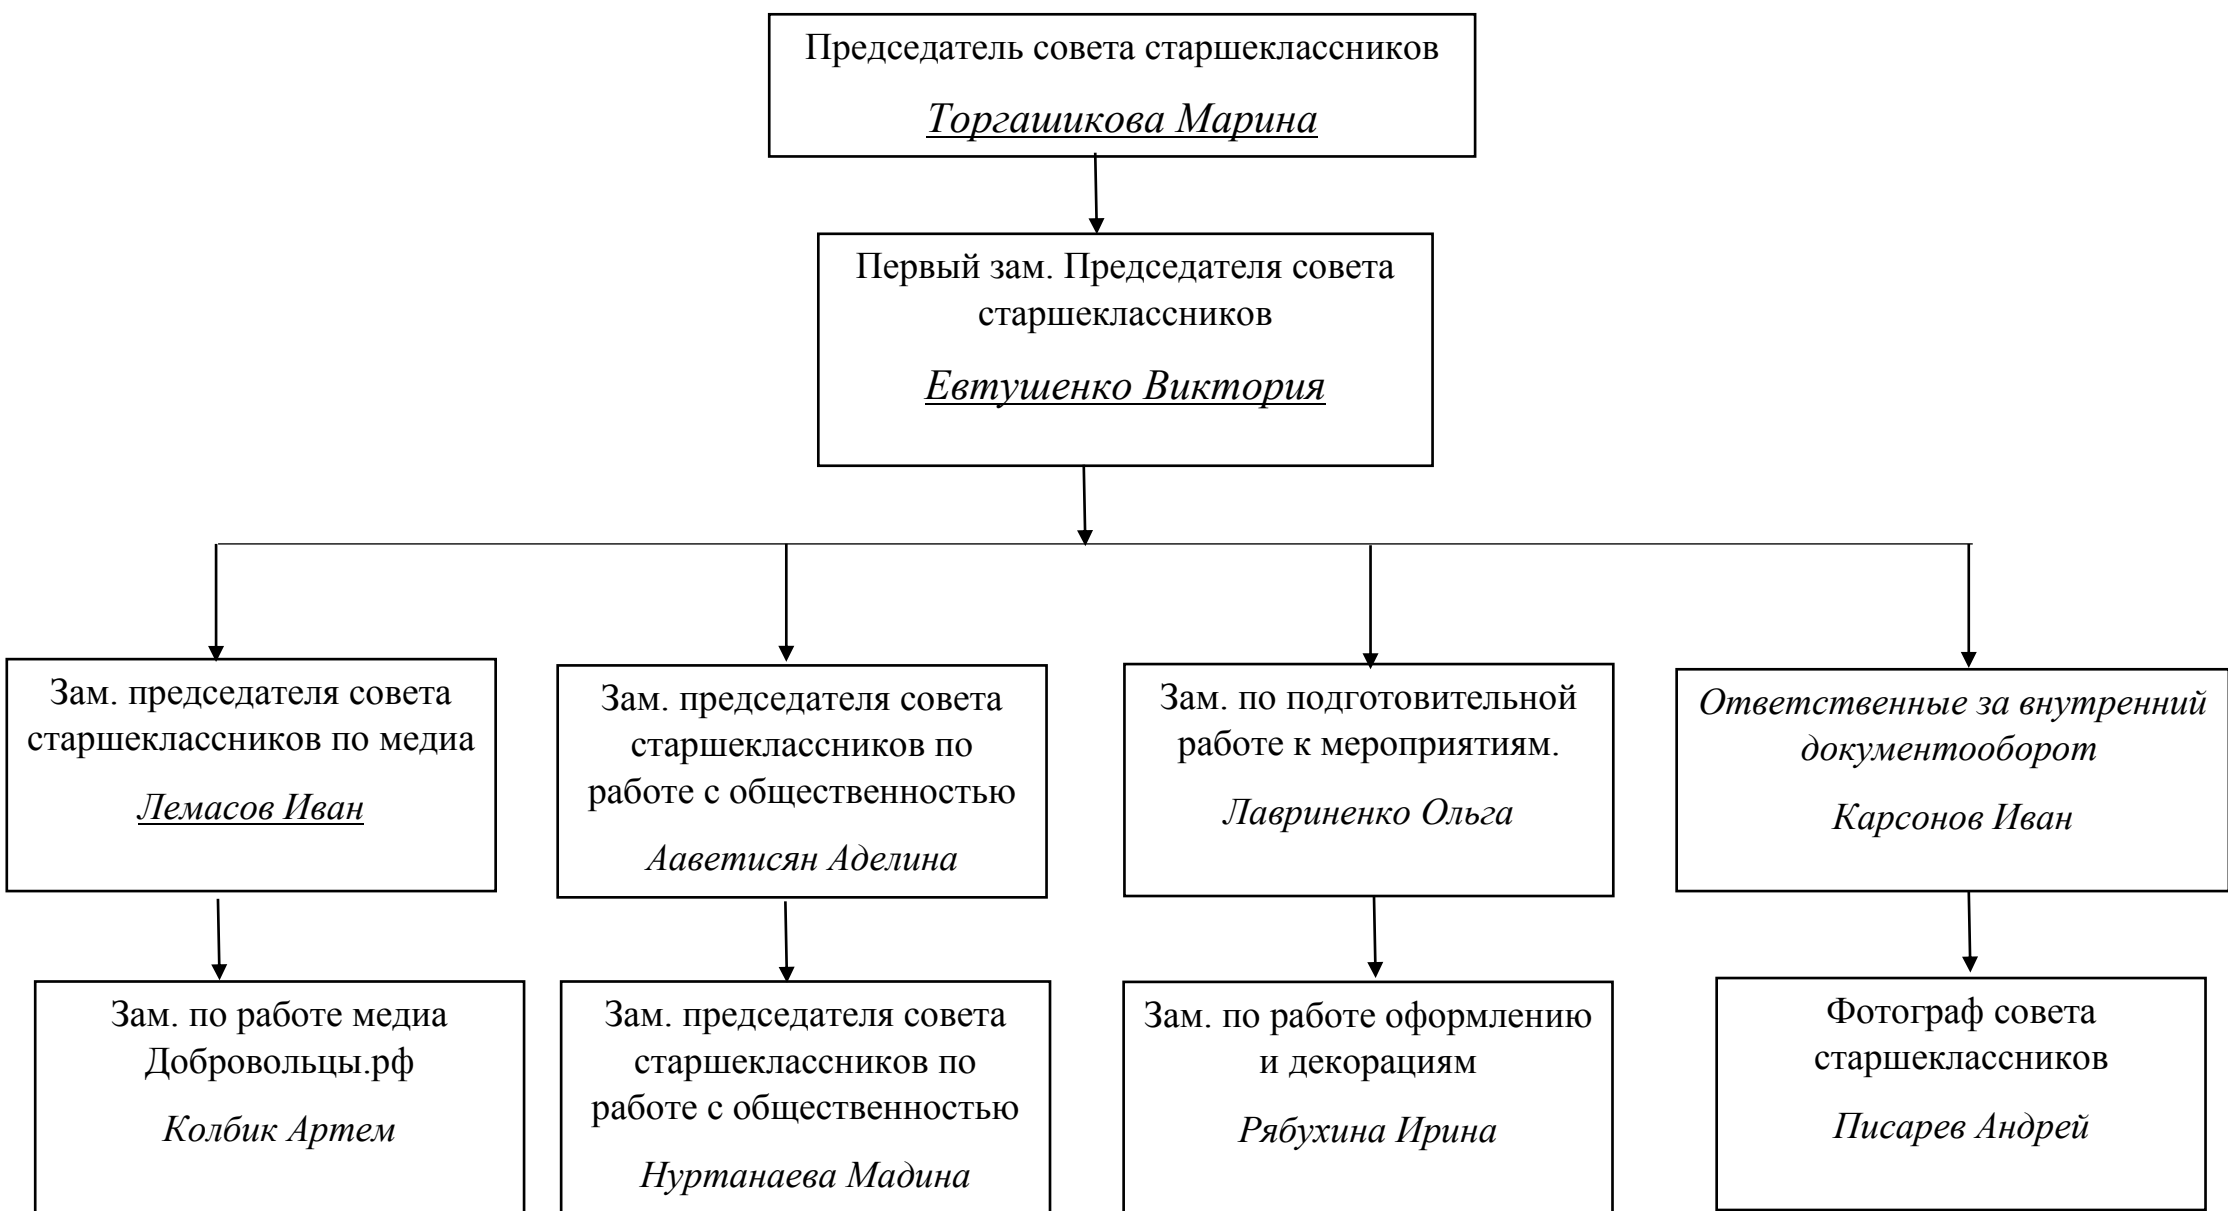 Председатель совета старшеклассников
Торгашикова Марина
Первый зам. Председателя совета
старшеклассников
Евтушенко Виктория
Зам. председателя совета
старшеклассников по медиа
Лемасов Иван
Зам. председателя совета
старшеклассников по
работе с общественностью
Ааветисян Аделина
Зам. по подготовительной
работе к мероприятиям.
Лавриненко Ольга
Ответственные за внутренний
документооборот
Карсонов Иван
Зам. по работе медиа
Добровольцы.рф
Колбик Артем
Зам. председателя совета
старшеклассников по
работе с общественностью
Нуртанаева Мадина
Зам. по работе оформлению
и декорациям
Рябухина Ирина
Фотограф совета
старшеклассников
Писарев Андрей